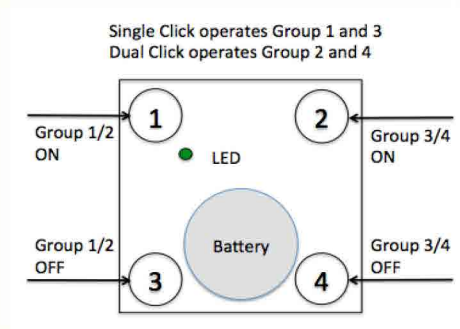 Single Click operates Group 1 and 3
Dual Click operates Group 2 and 4
1
2
Group 1/2
ON
Group 3/4
ON
LED
Group 1/2
OFF
Battery
Group 3/4
OFF
3
4